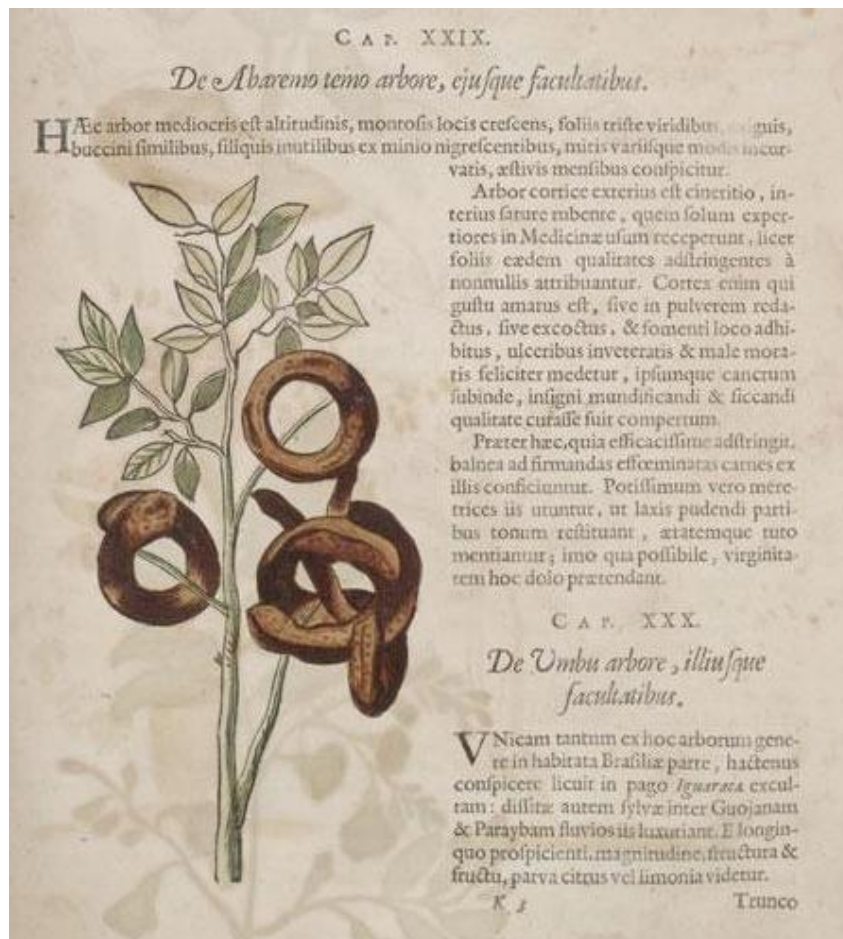 CAP. XXIX.
De Abaremo temo arbore, ejusque facultatibus.
HÆc arbor mediocris est altitudinis, montosis locis crescens, foliis triste viridibus, exiguis,
buccini similibus, siliquis inutilibus ex minio nigrescentibus, miris variisque modis incur-
vatis, æstivis mensibus conspicitur.
Arbor cortice exterius est cineritio, in-
terius sature rubente, quem solum exper-
tiores in Medicinæ usum receperunt, licet
foliis eædem qualitates adstringentes à
nonnullis attribuantur. Cortex enim qui
gustu amarus est, sive in pulverem reda-
ctus, sive excoctus, & fomenti loco adhi-
bitus, ulceribus inveteratis & male mora-
tis feliciter medetur, ipsumque cancrum
subinde, insigni mundificandi & siccandi
qualitate curasse fuit compertum.
Præter hæc, quia efficacissime adstringit,
balnea ad firmandas effœminatas carnes ex
illis conficiuntur. Potissimum vero mere-
trices iis utuntur, ut laxis pudendi parti-
bus tonum restituant, ætatemque tuto
mentiantur; imo qua possibile, virginita-
tem hoc dolo prætendant.
CAP. XXX.
De Umbu arbore, illiusque
facultatibus.
VNicam tantum ex hoc arborum gene-
re in habitata Brasiliæ parte, hactenus
conspicere licuit in pago Iguaraca excul-
tam: dissitæ autem sylvæ inter Guojanam
& Paraybam fluvios iis luxuriant. E longin-
quo prospicienti, magnitudine, structura &
fructu, parva citrus vel limonia videtur.
K 3 Trunco